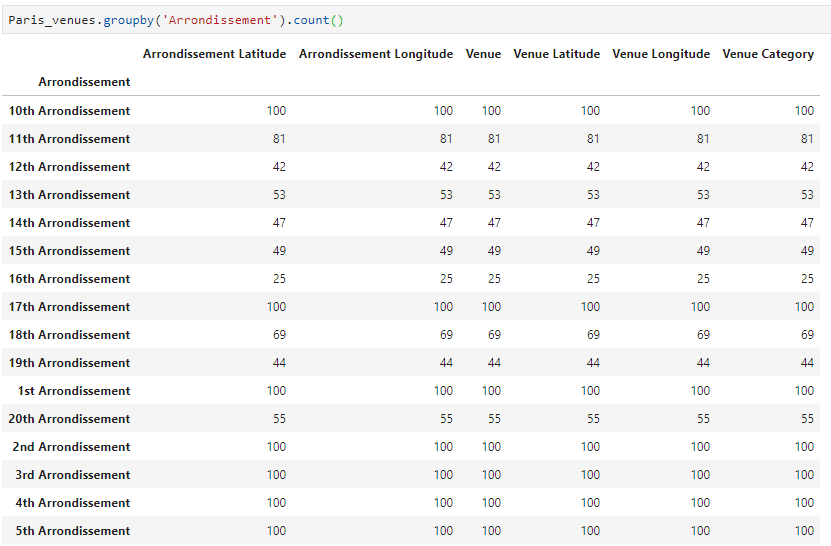 Paris_venues.groupby('Arrondissement').count()
Arrondissement Latitude Arrondissement Longitude Venue Venue Latitude Venue Longitude Venue Category
Arrondissement
10th Arrondissement 100 100 100 100 100 100
11th Arrondissement 81 81 81 81 81 81
12th Arrondissement 42 42 42 42 42 42
13th Arrondissement 53 53 53 53 53 53
14th Arrondissement 47 47 47 47 47 47
15th Arrondissement 49 49 49 49 49 49
16th Arrondissement 25 25 25 25 25 25
17th Arrondissement 100 100 100 100 100 100
18th Arrondissement 69 69 69 69 69 69
19th Arrondissement 44 44 44 44 44 44
1st Arrondissement 100 100 100 100 100 100
20th Arrondissement 55 55 55 55 55 55
2nd Arrondissement 100 100 100 100 100 100
3rd Arrondissement 100 100 100 100 100 100
4th Arrondissement 100 100 100 100 100 100
5th Arrondissement 100 100 100 100 100 100